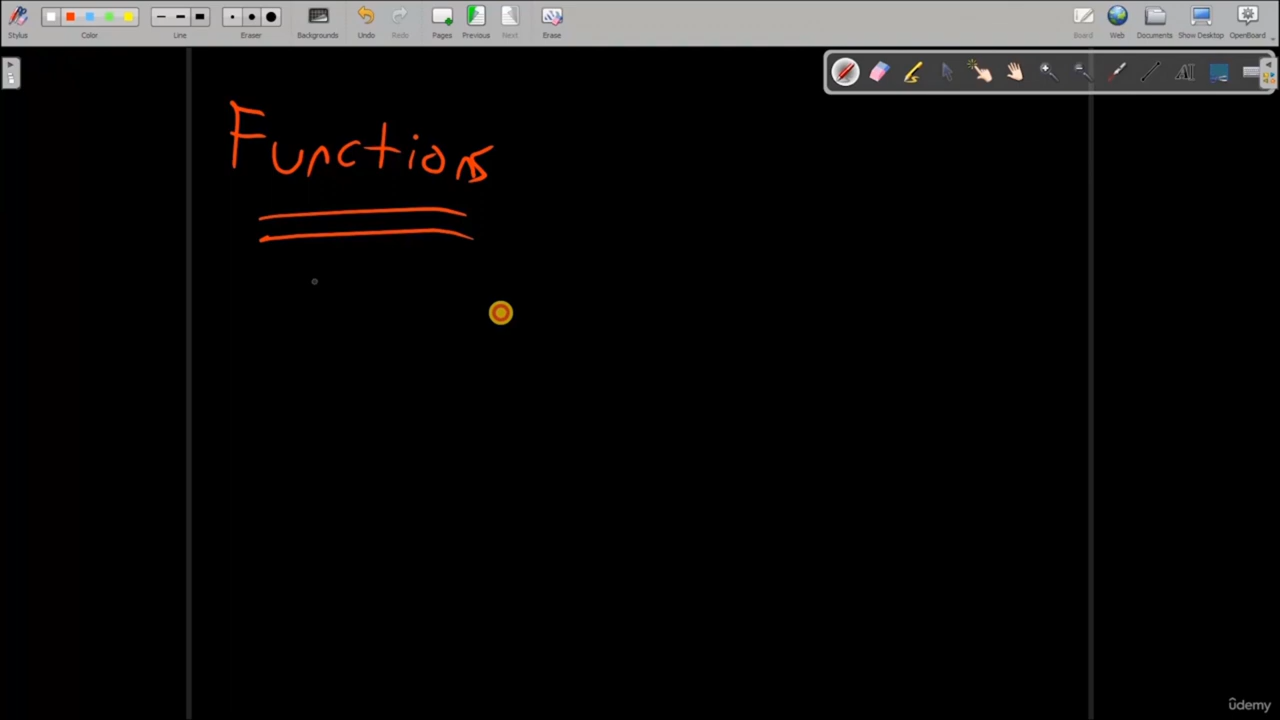 Stylus Color Line Eraser Backgrounds Undo Redo Pages Previous Next Erase Board Web Documents Show Desktop OpenBoard
Functions
ûdemy